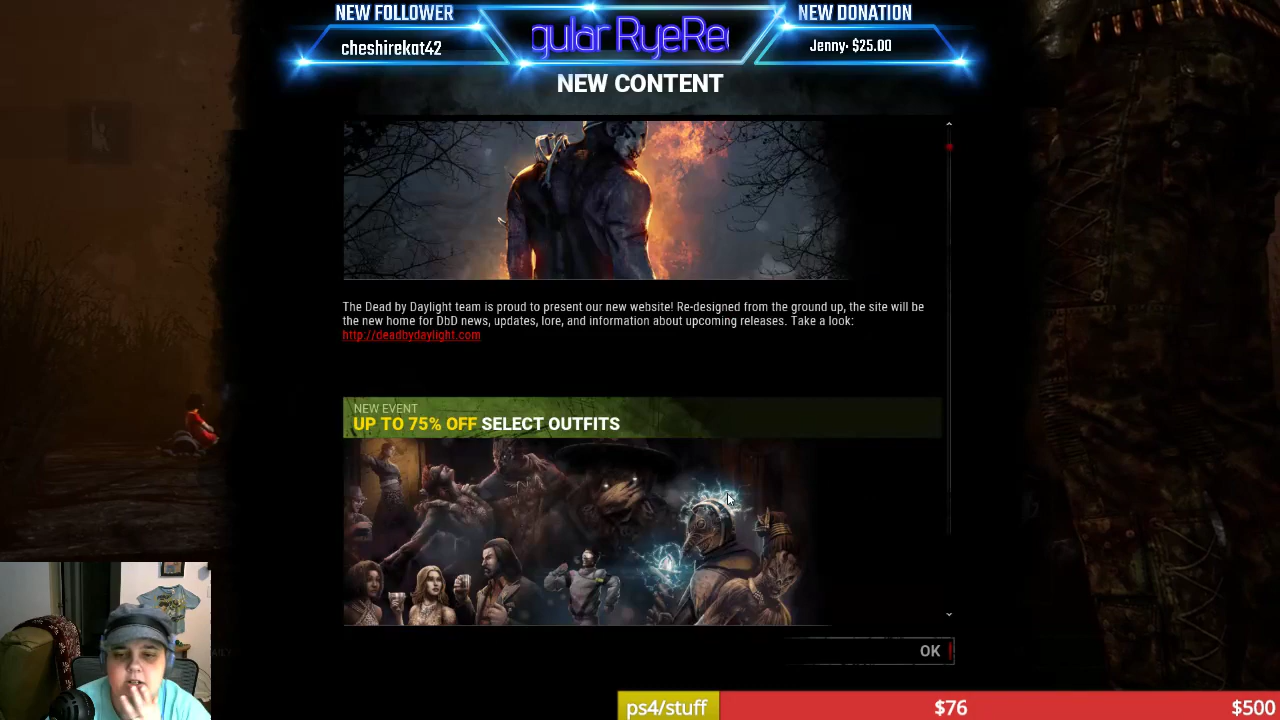 NEW FOLLOWER
cheshirekat42
gular RyeRe
NEW DONATION
Jenny: $25.00
NEW CONTENT
The Dead by Daylight team is proud to present our new website! Re-designed from the ground up, the site will be
the new home for DbD news, updates, lore, and information about upcoming releases. Take a look:
http://deadbydaylight.com
NEW EVENT
UP TO 75% OFF SELECT OUTFITS
OK
ps4/stuff
$76
$500